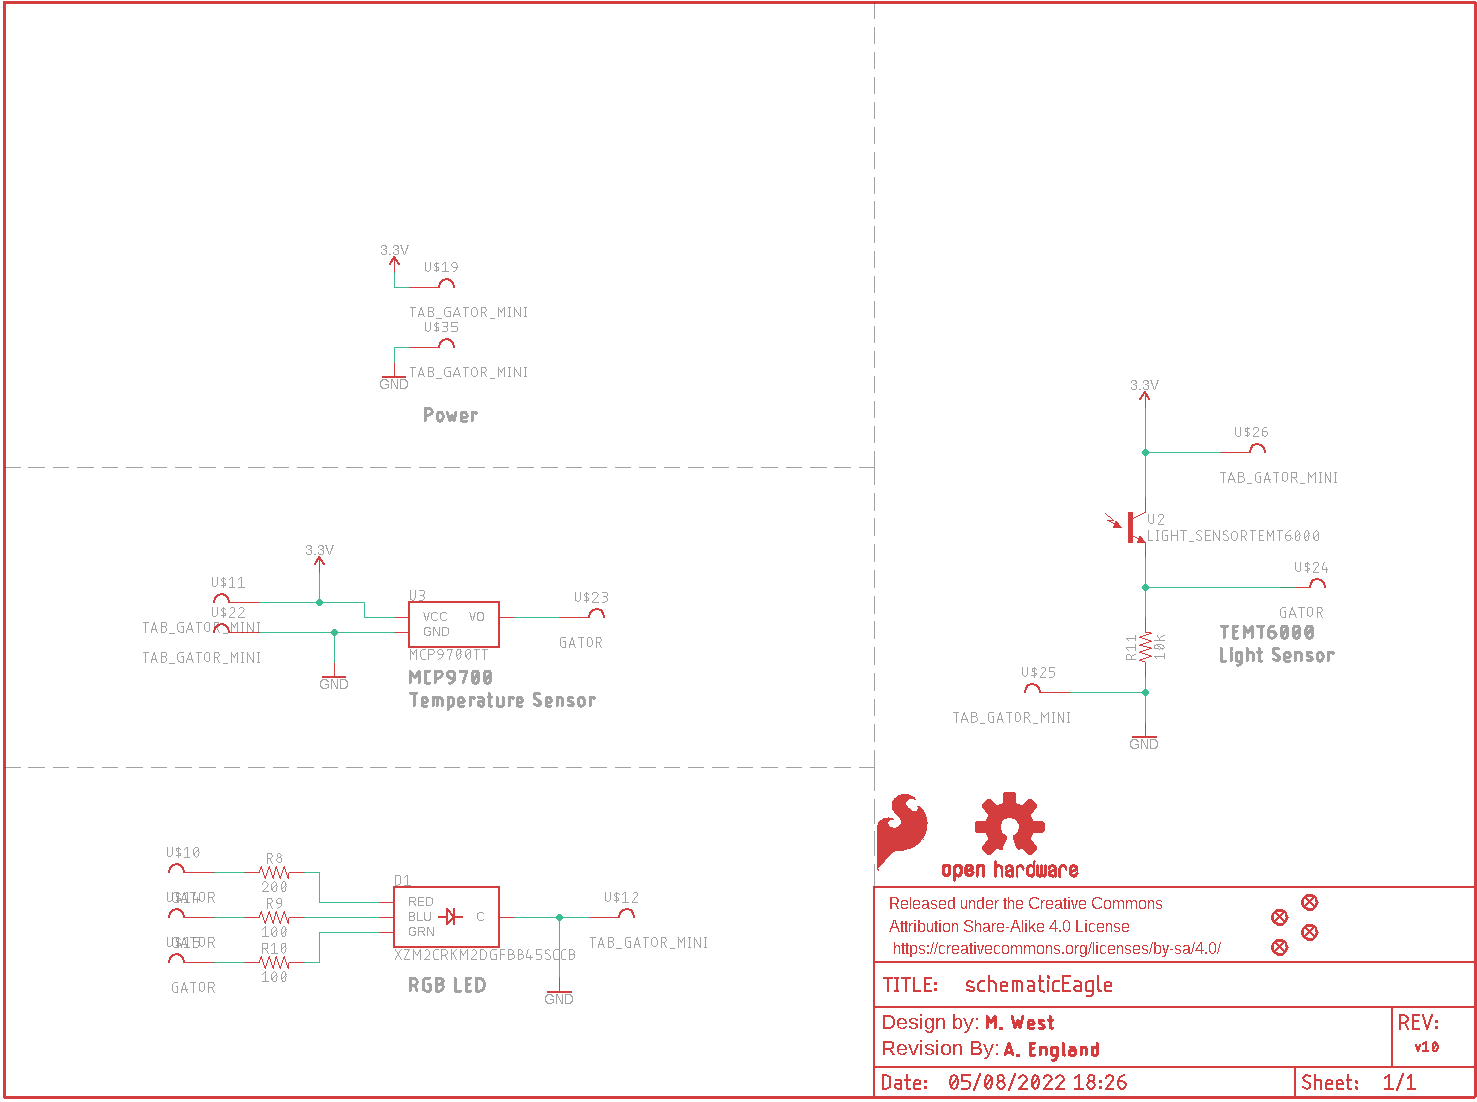 3.3V
U$19
TAB_GATOR_MINI
U$35
TAB_GATOR_MINI
GND
Power
3.3V
U$11
U$22
TAB_GATOR_MINI
TAB_GATOR_MINI
GND
U3
VCC
VO
GND
MCP9700TT
MCP9700
Temperature Sensor
U$23
GATOR
U$10
GATOR
U$14
GATOR
U$15
GATOR
R8
200
R9
100
R10
100
D1
RED
BLU
GRN
C
XZM2CRKM2DGFBB45SCCB
RGB LED
U$12
TAB_GATOR_MINI
GND
3.3V
U$26
TAB_GATOR_MINI
U2
LIGHT_SENSORTEMT6000
U$24
GATOR
TEMT6000
Light Sensor
R11
10k
U$25
TAB_GATOR_MINI
GND
open hardware
Released under the Creative Commons
Attribution Share-Alike 4.0 License
https://creativecommons.org/licenses/by-sa/4.0/
TITLE: schematicEagle
Design by: M. West
Revision By: A. England
REV:
v10
Date: 05/08/2022 18:26
Sheet: 1/1